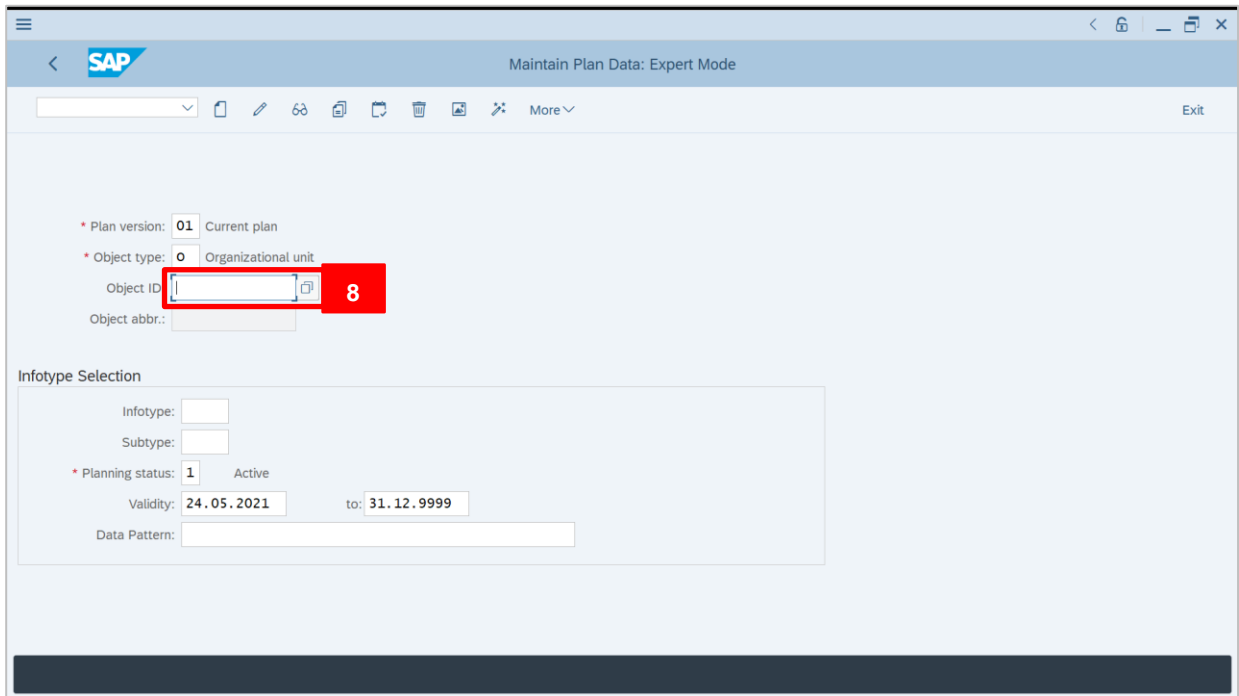 SAP
Maintain Plan Data: Expert Mode
More
Exit
* Plan version: 01 Current plan
* Object type: O Organizational unit
Object ID
8
Object abbr.:
Infotype Selection
Infotype:
Subtype:
* Planning status: 1 Active
Validity: 24.05.2021 to: 31.12.9999
Data Pattern: